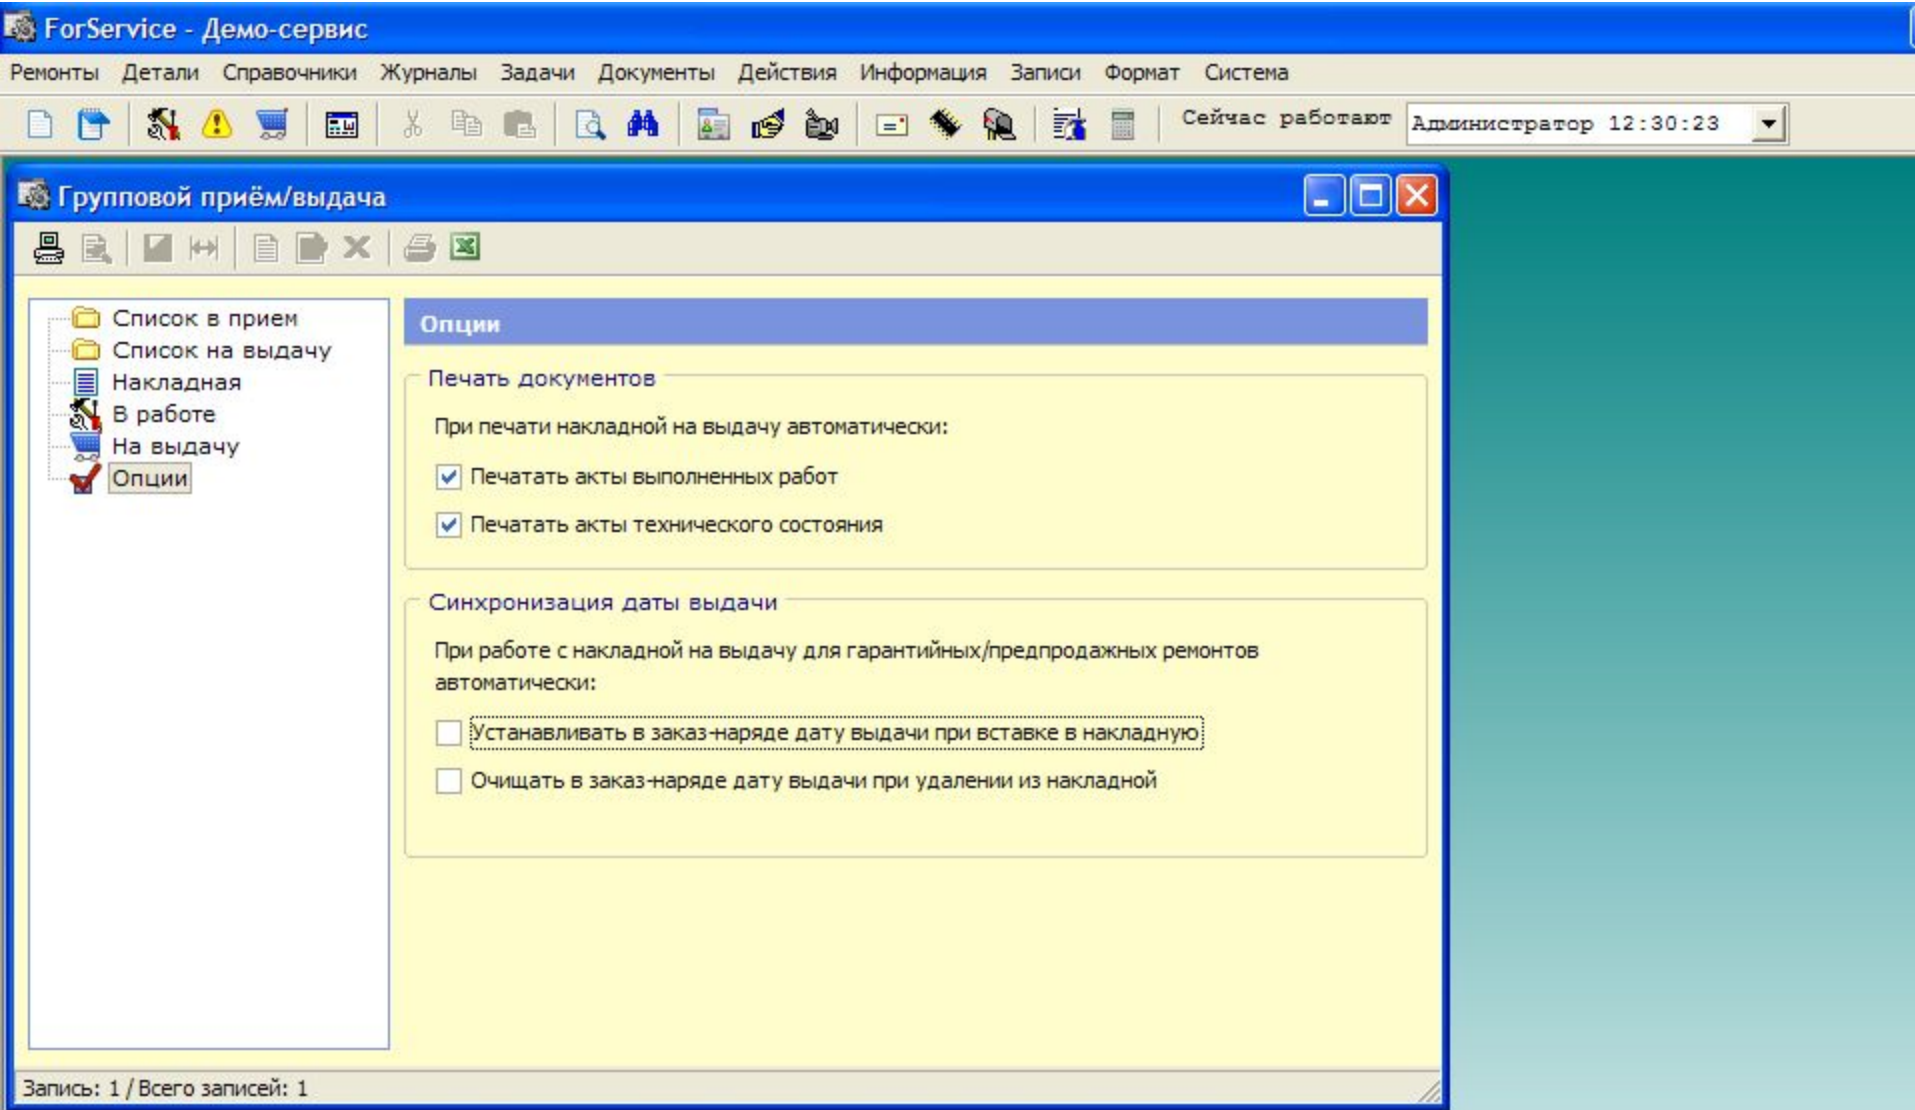 ForService - Демо-сервис
Ремонты Детали Справочники Журналы Задачи Документы Действия Информация Записи Формат Система
Сейчас работают Администратор 12:30:23
Групповой приём/выдача
Список в прием
Список на выдачу
Накладная
В работе
На выдачу
Опции
Опции
Печать документов
При печати накладной на выдачу автоматически:
Печатать акты выполненных работ
Печатать акты технического состояния
Синхронизация даты выдачи
При работе с накладной на выдачу для гарантийных/предпродажных ремонтов
автоматически:
Устанавливать в заказ-наряде дату выдачи при вставке в накладную
Очищать в заказ-наряде дату выдачи при удалении из накладной
Запись: 1 / Всего записей: 1